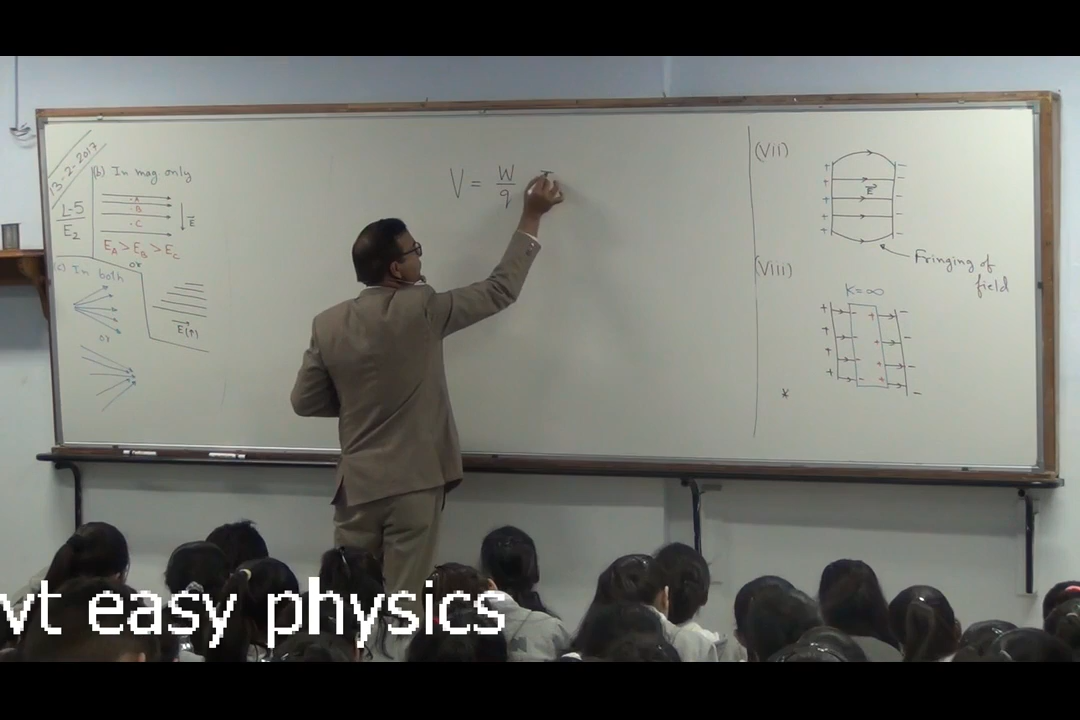 13-2-2017
L-5
E2
(b) In mag only
A
B
C
E
EA > EB > EC
or
E(↑)
(c) In both
or
V = W/q
(Vii)
E
Fringing of
field
(Viii)
K=∞
*
vt easy physics